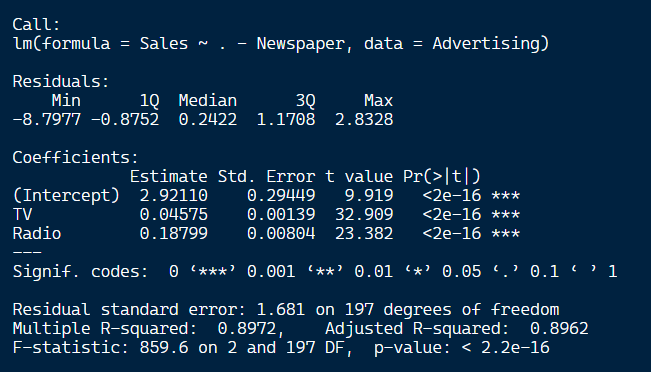 Call:
lm(formula = Sales ~ . - Newspaper, data = Advertising)
Residuals:
Min 1Q Median 3Q Max
-8.7977 -0.8752 0.2422 1.1708 2.8328
Coefficients:
Estimate Std. Error t value Pr(>|t|)
(Intercept) 2.92110 0.29449 9.919 <2e-16 ***
TV 0.04575 0.00139 32.909 <2e-16 ***
Radio 0.18799 0.00804 23.382 <2e-16 ***
---
Signif. codes: 0 ‘***’ 0.001 ‘**’ 0.01 ‘*’ 0.05 ‘.’ 0.1 ‘ ’ 1
Residual standard error: 1.681 on 197 degrees of freedom
Multiple R-squared: 0.8972, Adjusted R-squared: 0.8962
F-statistic: 859.6 on 2 and 197 DF, p-value: < 2.2e-16